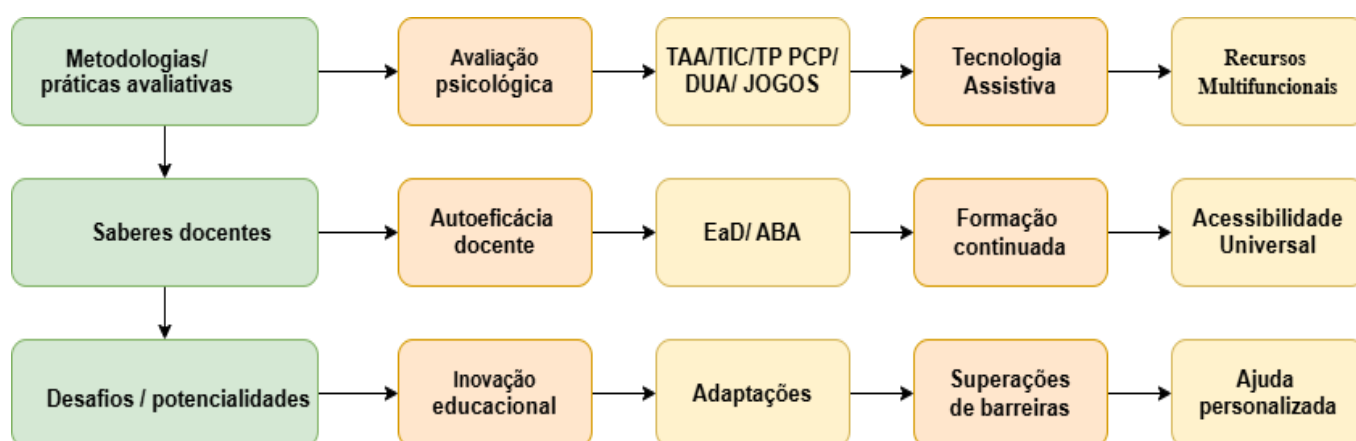 Metodologias/
práticas avaliativas
Avaliação
psicológica
TAA/TIC/TP PCP/
DUA/ JOGOS
Tecnologia
Assistiva
Recursos
Multifuncionais
Saberes docentes
Autoeficácia
docente
EaD/ ABA
Formação
continuada
Acessibilidade
Universal
Desafios / potencialidades
Inovação
educacional
Adaptações
Superações
de barreiras
Ajuda
personalizada